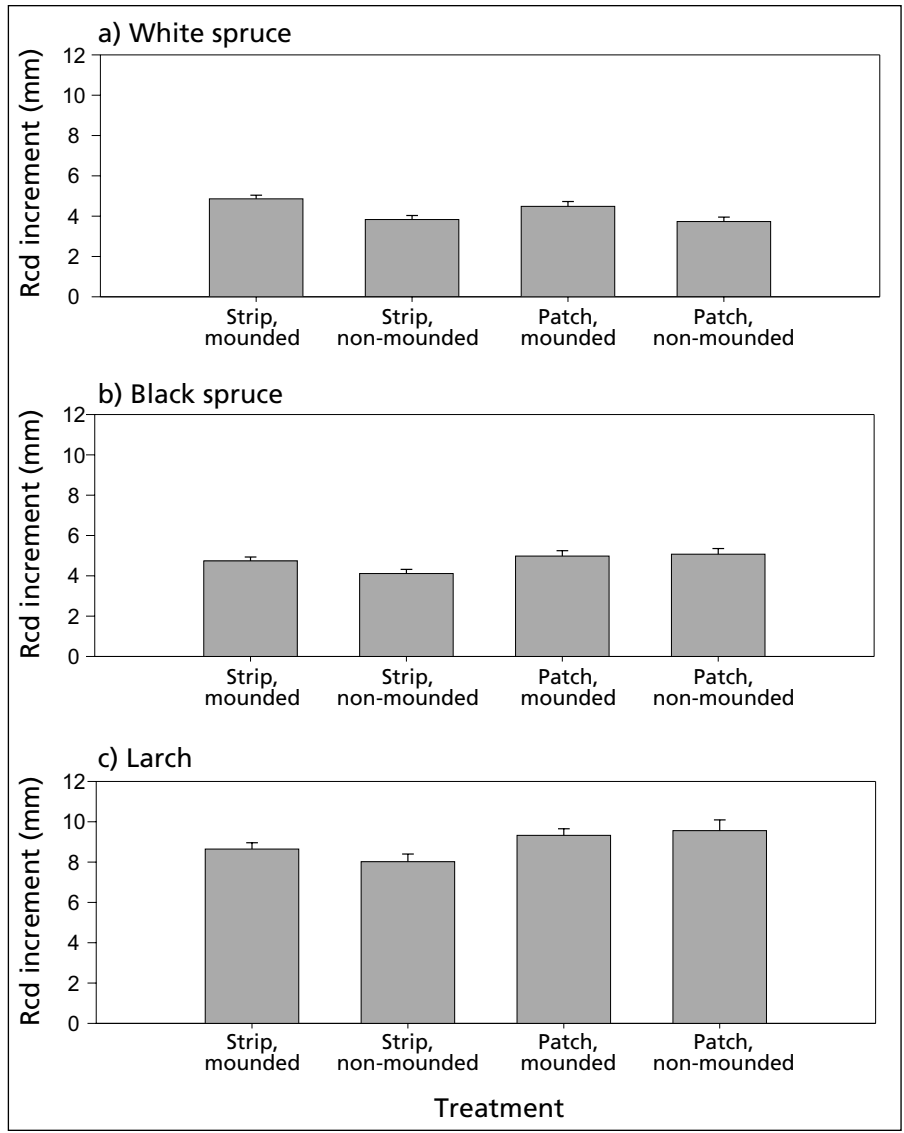 a) White spruce
Rcd increment (mm)
12
10
8
6
4
2
0
Strip,
mounded
Strip,
non-mounded
Patch,
mounded
Patch,
non-mounded
b) Black spruce
Rcd increment (mm)
12
10
8
6
4
2
0
Strip,
mounded
Strip,
non-mounded
Patch,
mounded
Patch,
non-mounded
c) Larch
Rcd increment (mm)
12
10
8
6
4
2
0
Strip,
mounded
Strip,
non-mounded
Patch,
mounded
Patch,
non-mounded
Treatment